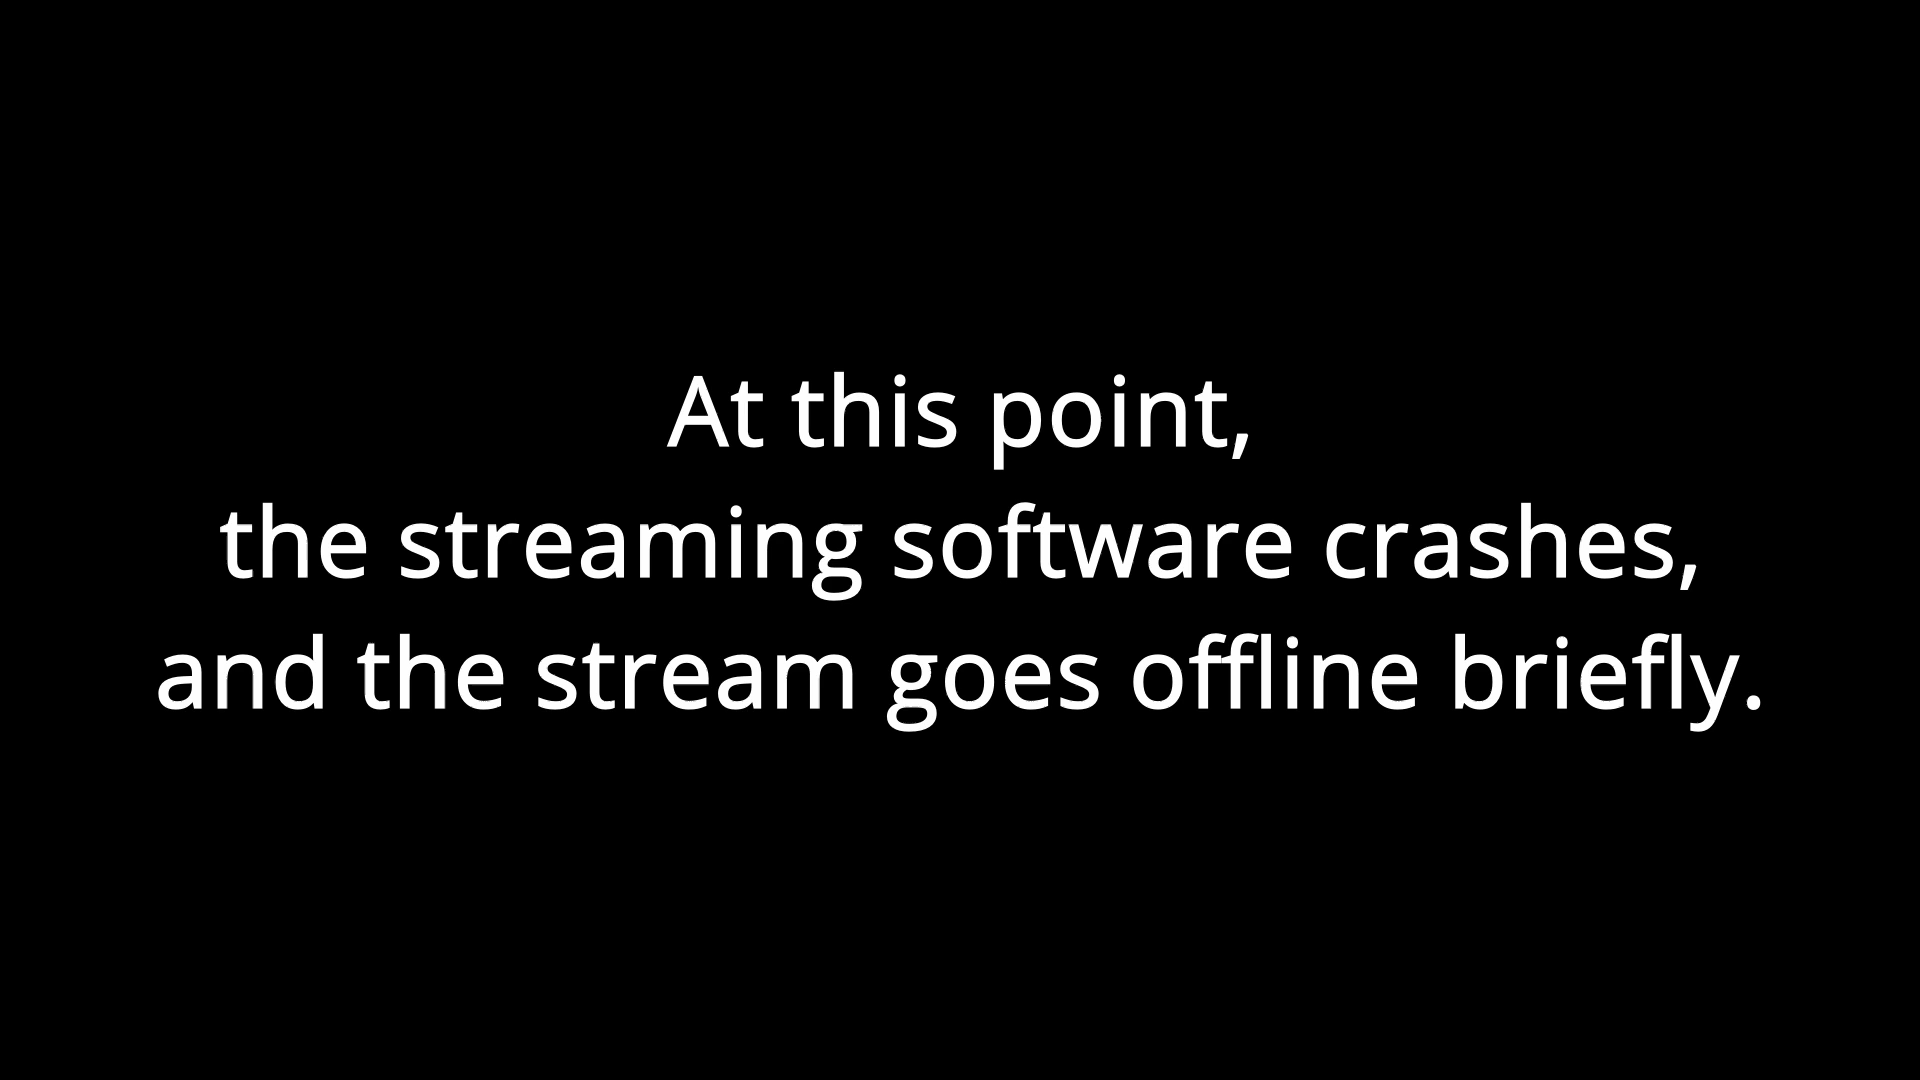 At this point,
the streaming software crashes,
and the stream goes offline briefly.